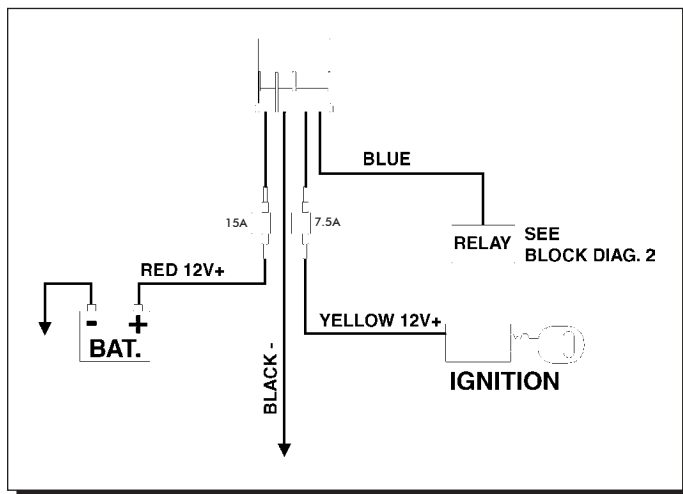 BLUE
15A
7.5A
RELAY
SEE
BLOCK DIAG. 2
RED 12V+
YELLOW 12V+
- +
BAT.
BLACK -
IGNITION